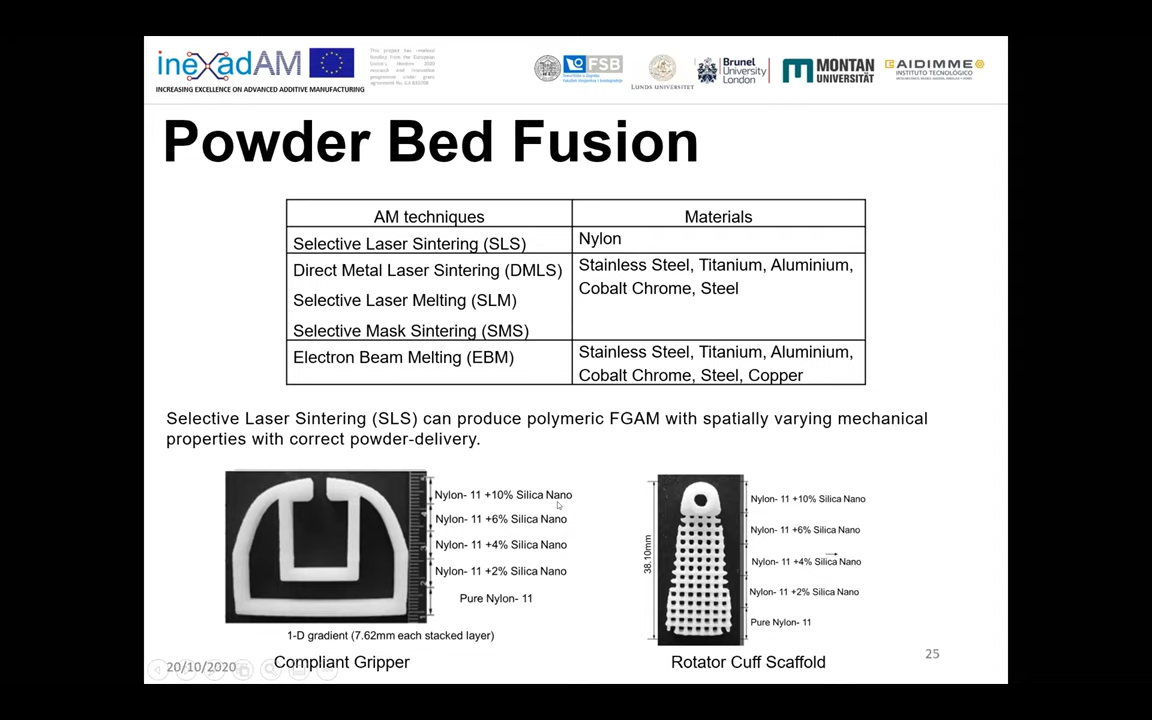 inexadAM
INCREASING EXCELLENCE ON ADVANCED ADDITIVE MANUFACTURING
This project has received
funding from the European
Union's Horizon 2020
research and innovation
programme under grant
agreement No.
FSB
LUNDS UNIVERSITET
Brunel
University
London
MONTAN
UNIVERSITÄT
AIDIMME
INSTITUTO TECNOLÓGICO
Powder Bed Fusion
AM techniques Materials
Selective Laser Sintering (SLS) Nylon
Direct Metal Laser Sintering (DMLS) Stainless Steel, Titanium, Aluminium,
Cobalt Chrome, Steel
Selective Laser Melting (SLM)
Selective Mask Sintering (SMS)
Electron Beam Melting (EBM) Stainless Steel, Titanium, Aluminium,
Cobalt Chrome, Steel, Copper
Selective Laser Sintering (SLS) can produce polymeric FGAM with spatially varying mechanical
properties with correct powder-delivery.
Nylon- 11 +10% Silica Nano
Nylon- 11 +6% Silica Nano
Nylon- 11 +4% Silica Nano
Nylon- 11 +2% Silica Nano
Pure Nylon- 11
1-D gradient (7.62mm each stacked layer)
Compliant Gripper
38.10mm
Nylon- 11 +10% Silica Nano
Nylon- 11 +6% Silica Nano
Nylon- 11 +4% Silica Nano
Nylon- 11 +2% Silica Nano
Pure Nylon- 11
Rotator Cuff Scaffold
20/10/2020
25